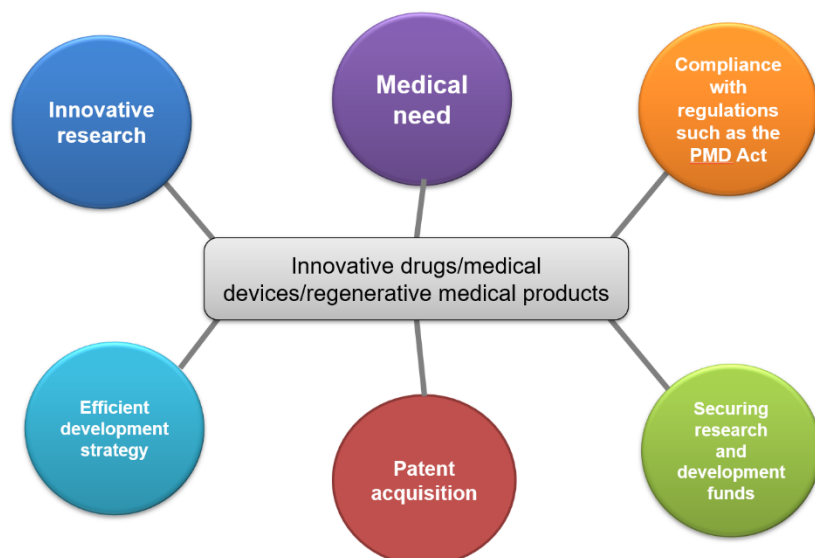 Innovative
research
Medical
need
Compliance
with
regulations
such as the
PMD Act
Innovative drugs/medical
devices/regenerative medical products
Efficient
development
strategy
Patent
acquisition
Securing
research
and
development
funds